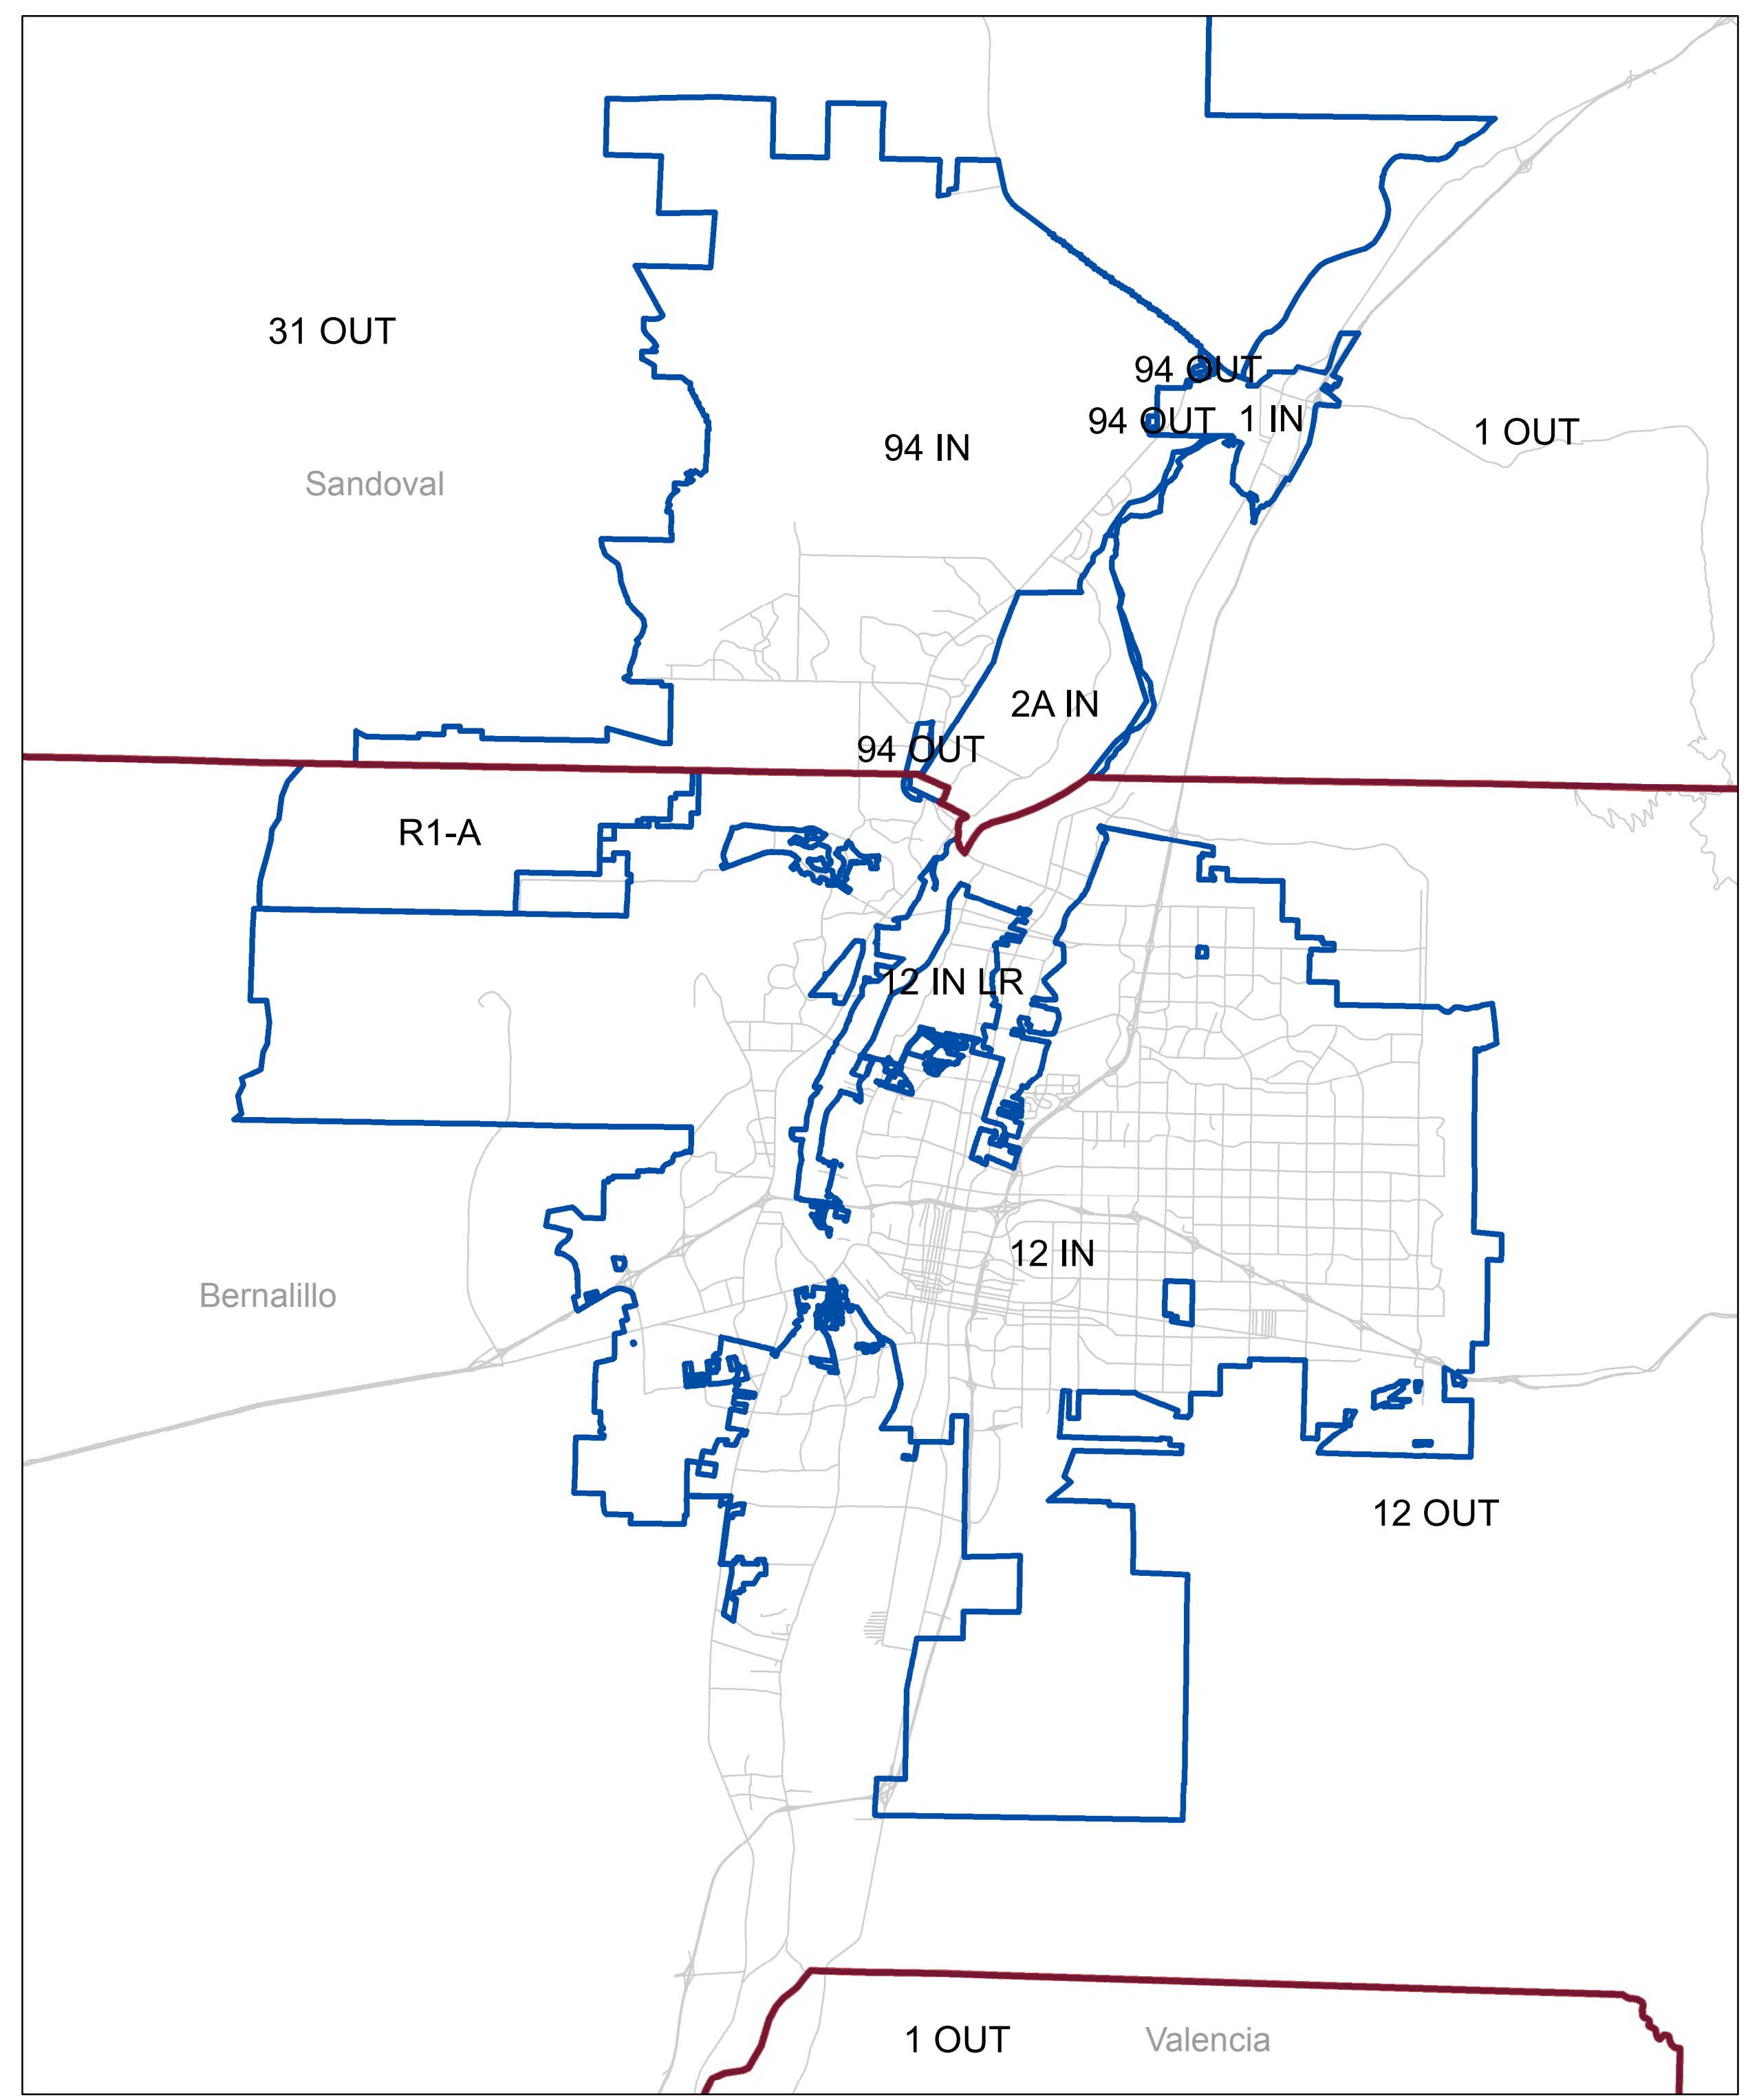 31 OUT
94 OUT
94 OUT
1 IN
1 OUT
94 IN
Sandoval
2A IN
94 OUT
R1-A
12 IN LR
12 IN
Bernalillo
12 OUT
1 OUT
Valencia